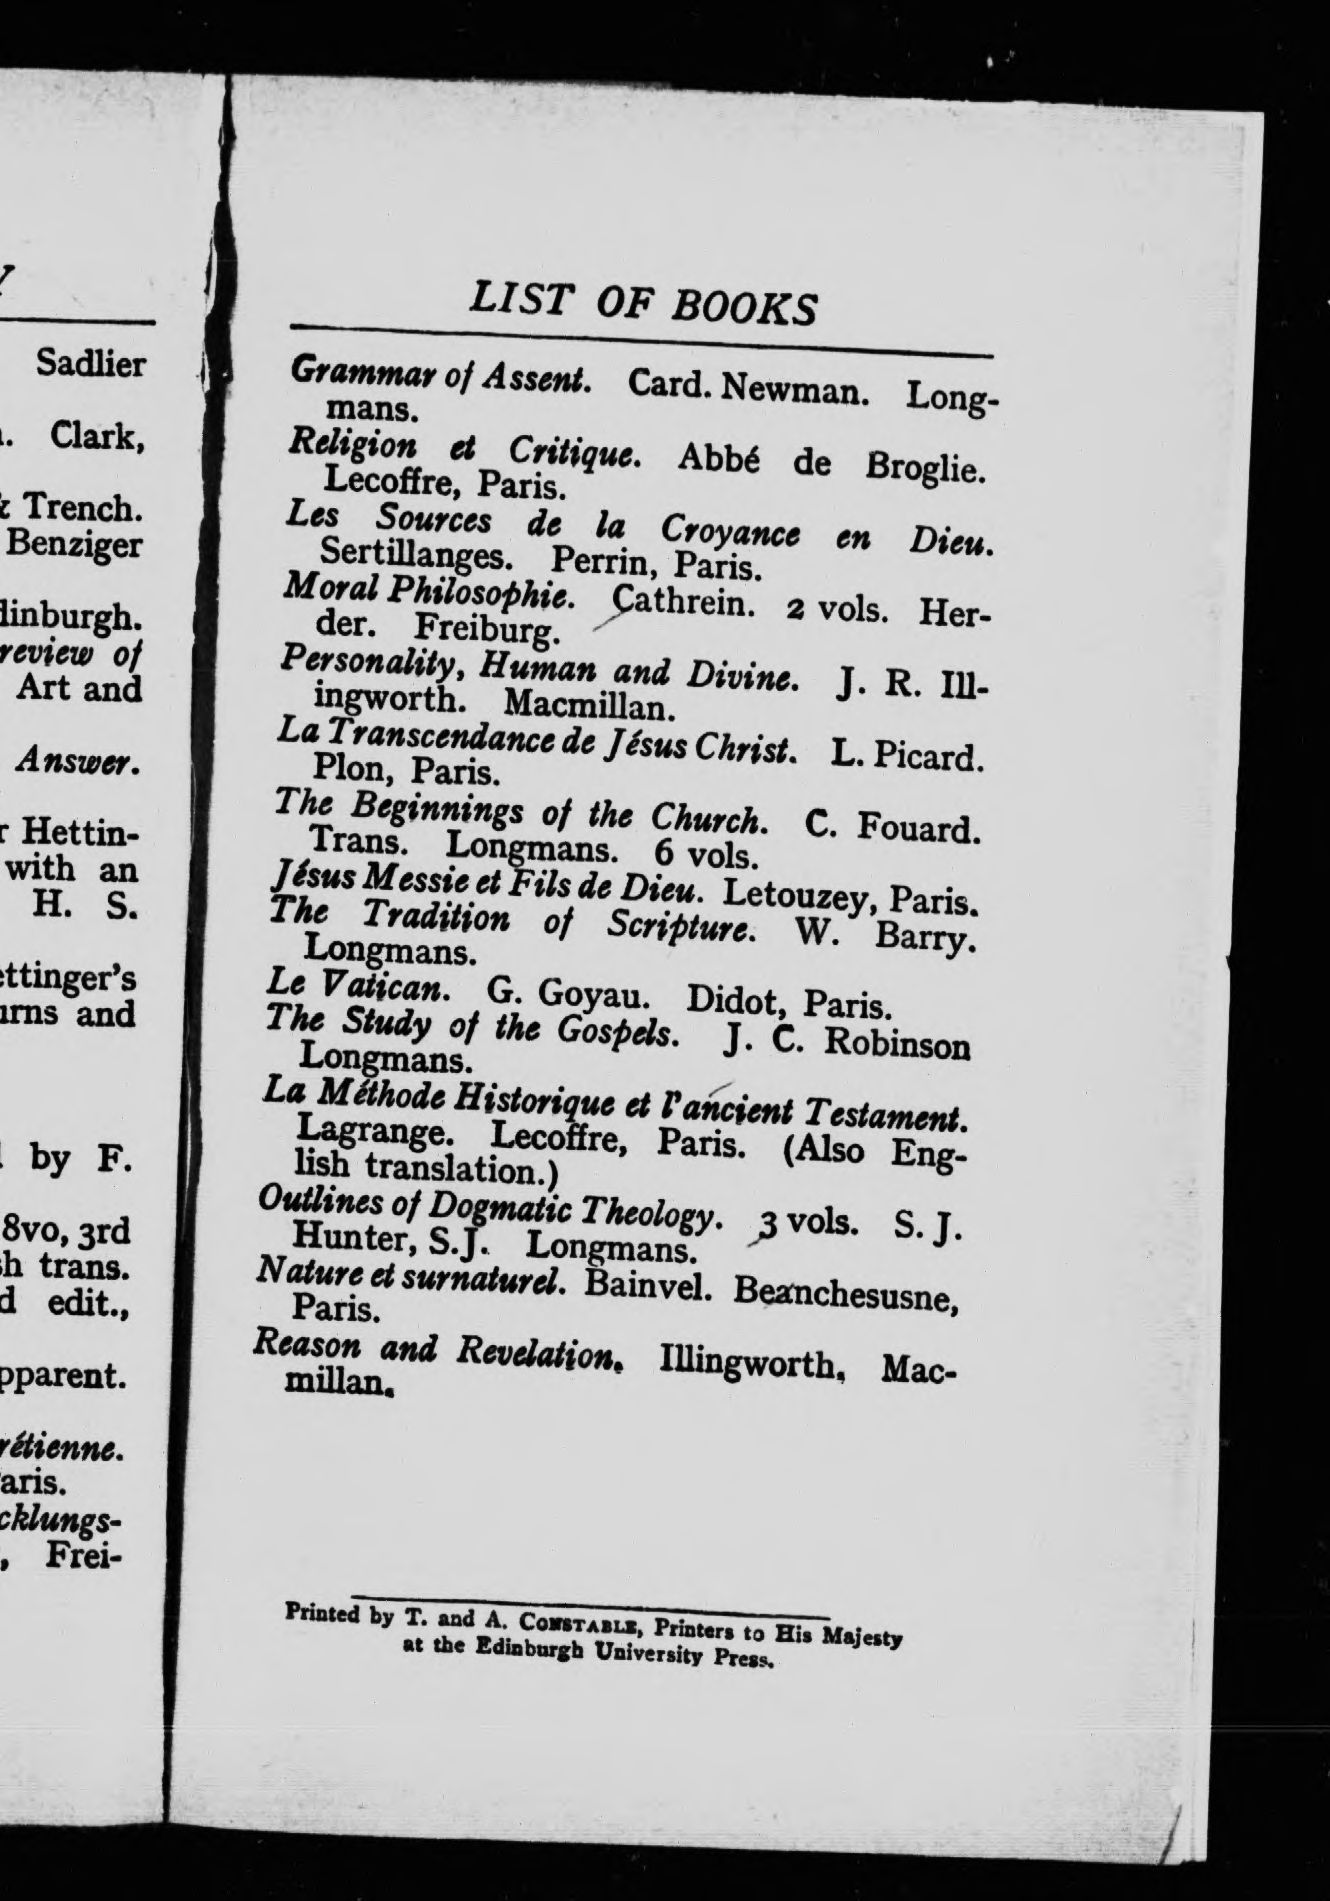 Y
Sadlier
Clark,
& Trench.
Benziger
review of
Art and
Answer.
r Hettin-
with an
H. S.
and
by F.
8vo, 3rd
trans.
edit.,
aris.
, Frei-
LIST OF BOOKS
Grammar of Assent. Card. Newman. Long-
mans.
Religion et Critique. Abbé de Broglie.
Lecoffre, Paris.
Les Sources de la Croyance en Dieu.
Sertillanges. Perrin, Paris.
Moral Philosophie. Cathrein. 2 vols. Her-
der. Freiburg.
Personality, Human and Divine. J. R. Ill-
ingworth. Macmillan.
La Transcendance de Jésus Christ. L. Picard.
Plon, Paris.
The Beginnings of the Church. C. Fouard.
Trans. Longmans. 6 vols.
Jésus Messie et Fils de Dieu. Letouzey, Paris.
The Tradition of Scripture. W. Barry.
Longmans.
Le Vatican. G. Goyau. Didot, Paris.
The Study of the Gospels. J. C. Robinson
Longmans.
La Méthode Historique et l'ancient Testament.
Lagrange. Lecoffre, Paris. (Also Eng-
lish translation.)
Outlines of Dogmatic Theology. 3 vols. S. J.
Hunter, S.J. Longmans.
Nature et surnaturel. Bainvel. Beanchesusne,
Paris.
Reason and Revelation. Illingworth. Mac-
millan.
Printed by T. and A. CONSTABLE, Printers to His Majesty
at the Edinburgh University Press.